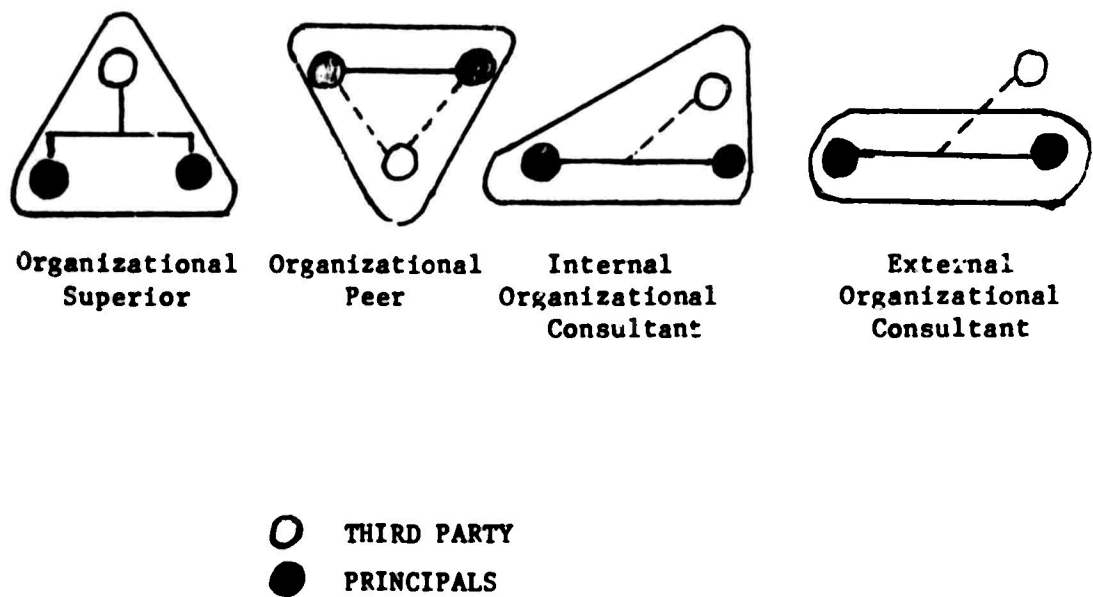 Organizational
Superior
Organizational
Peer
Internal
Organizational
Consultant
External
Organizational
Consultant
THIRD PARTY
PRINCIPALS